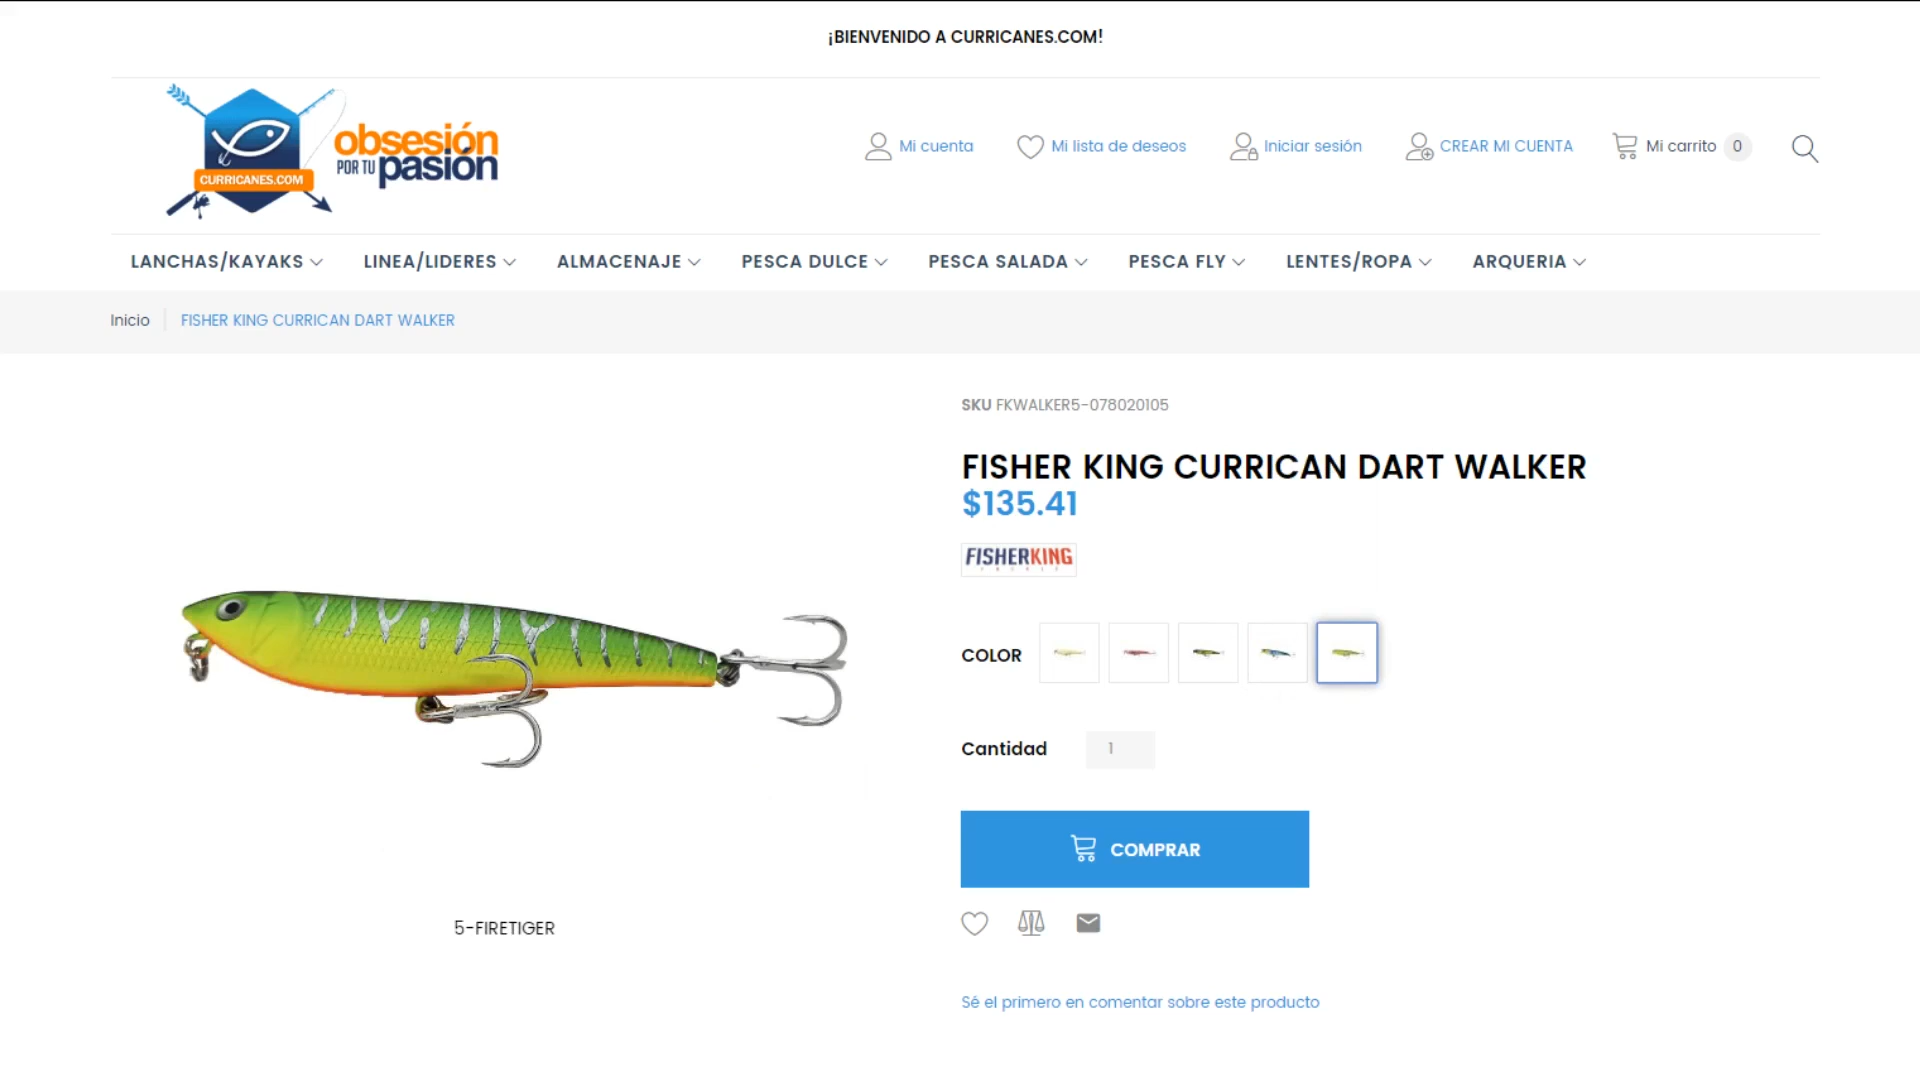 ¡BIENVENIDO A CURRICANES.COM!
obsesión
POR TU pasión
CURRICANES.COM
Mi cuenta
Mi lista de deseos
Iniciar sesión
CREAR MI CUENTA
Mi carrito 0
LANCHAS/KAYAKS
LINEA/LIDERES
ALMACENAJE
PESCA DULCE
PESCA SALADA
PESCA FLY
LENTES/ROPA
ARQUERIA
Inicio
FISHER KING CURRICAN DART WALKER
SKU FKWALKER5-078020105
FISHER KING CURRICAN DART WALKER
$135.41
FISHERKING
COLOR
Cantidad 1
COMPRAR
5-FIRETIGER
Sé el primero en comentar sobre este producto